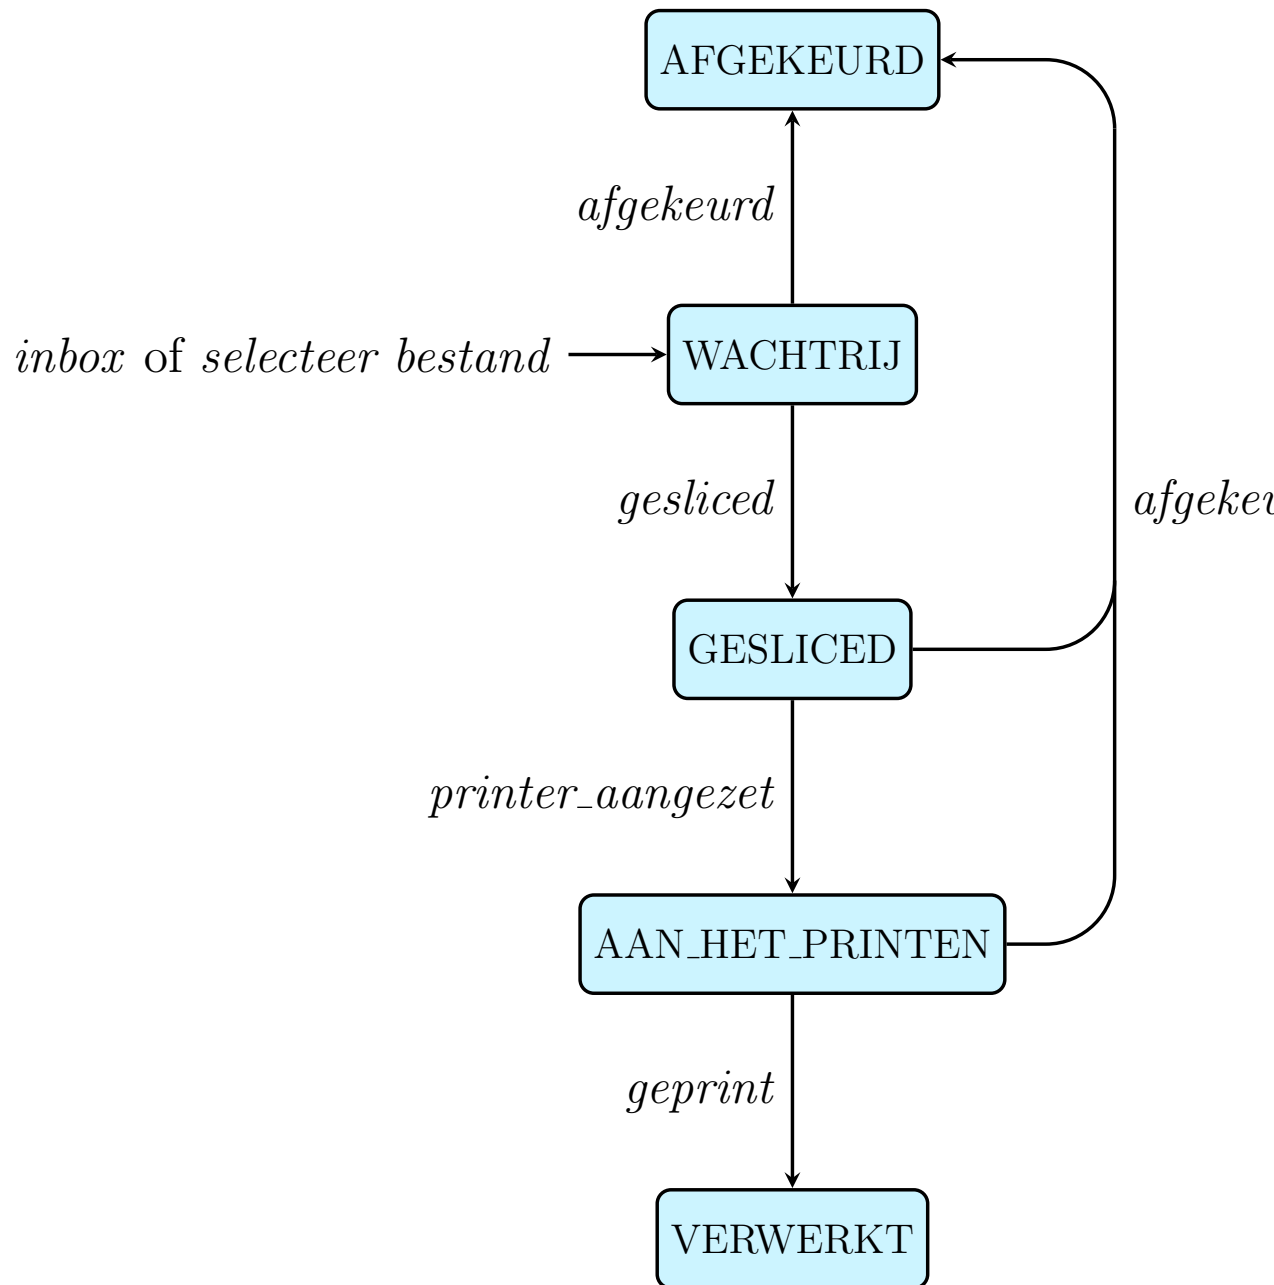 AFGEKEURD
afgekeurd
inbox of selecteer bestand
WACHTRIJ
gesliced
GESLICED
printer_aangezet
AAN_HET_PRINTEN
geprint
VERWERKT